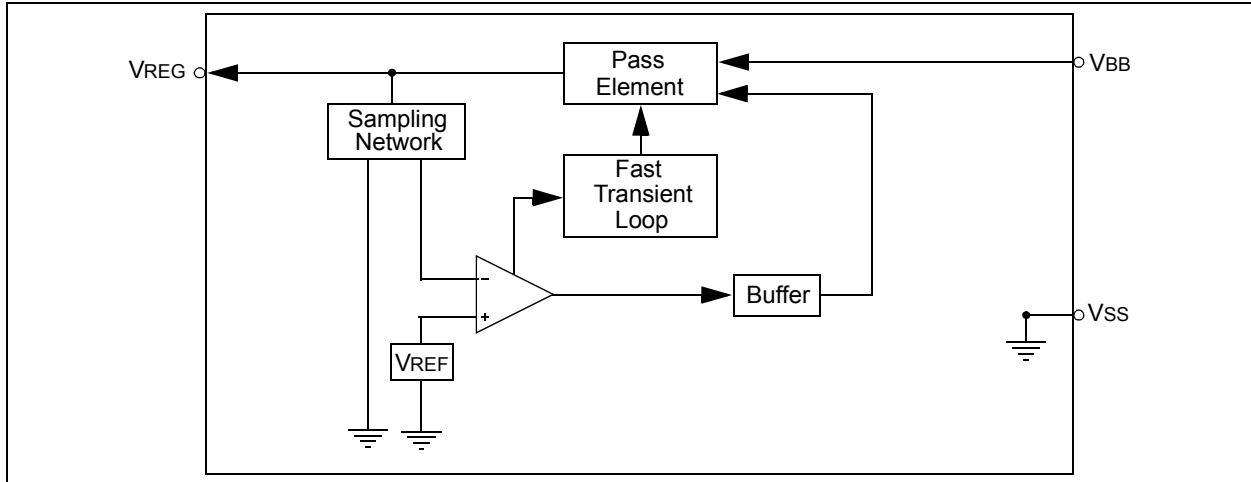 VREG
Pass
Element
VBB
Sampling
Network
Fast
Transient
Loop
−
+
Buffer
VSS
VREF